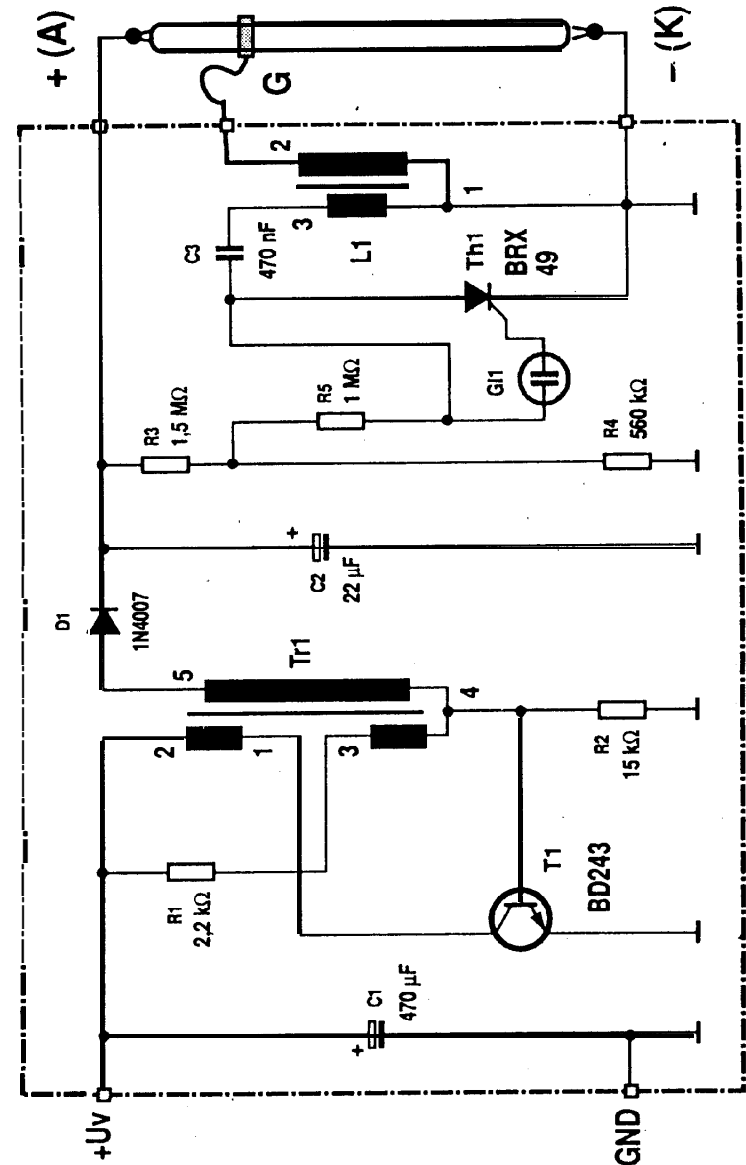 +Uv
GND
C1
470 µF
+
R1
2,2 kΩ
T1
BD243
2
1
3
Tr1
5
4
R2
15 kΩ
D1
1N4007
C2
22 µF
+
R3
1,5 MΩ
R5
1 MΩ
R4
560 kΩ
Gl1
C3
470 nF
Th1
BRX
49
3
L1
2
1
G
+ (A)
– (K)